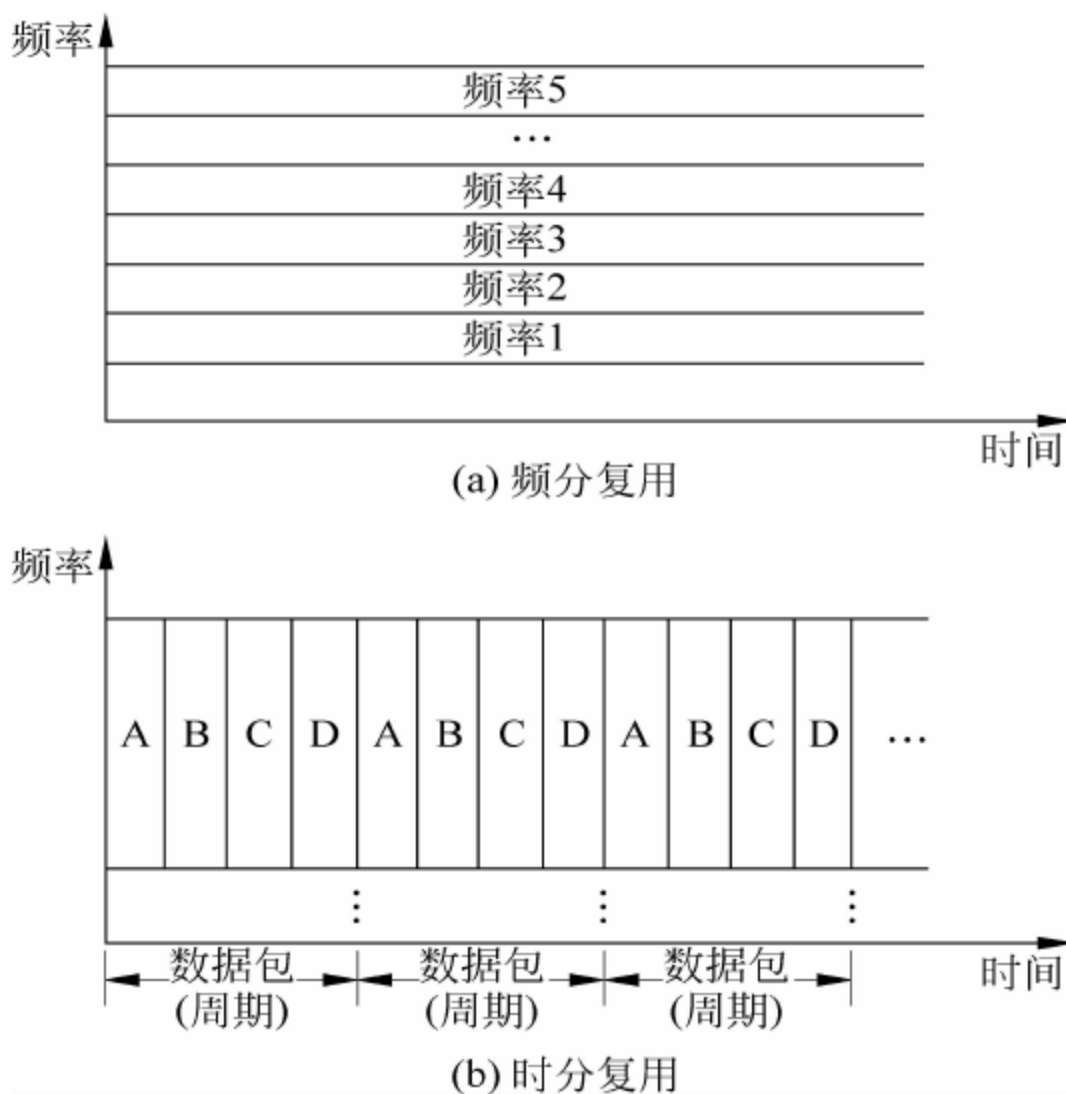 频率
频率5
…
频率4
频率3
频率2
频率1
时间
(a) 频分复用
频率
A B C D A B C D A B C D …
⋮ ⋮ ⋮
数据包 数据包 数据包 时间
(周期) (周期) (周期)
(b) 时分复用